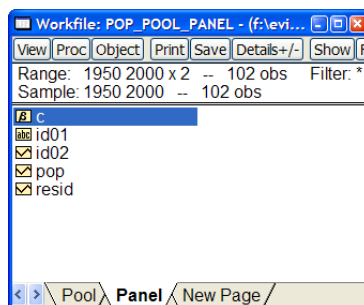 Workfile: POP_POOL_PANEL - (f:\evi...
View Proc Object Print Save Details+/- Show
Range: 1950 2000 x 2 -- 102 obs Filter: *
Sample: 1950 2000 -- 102 obs
β c
abc id01
id02
pop
resid
< > Pool Panel New Page